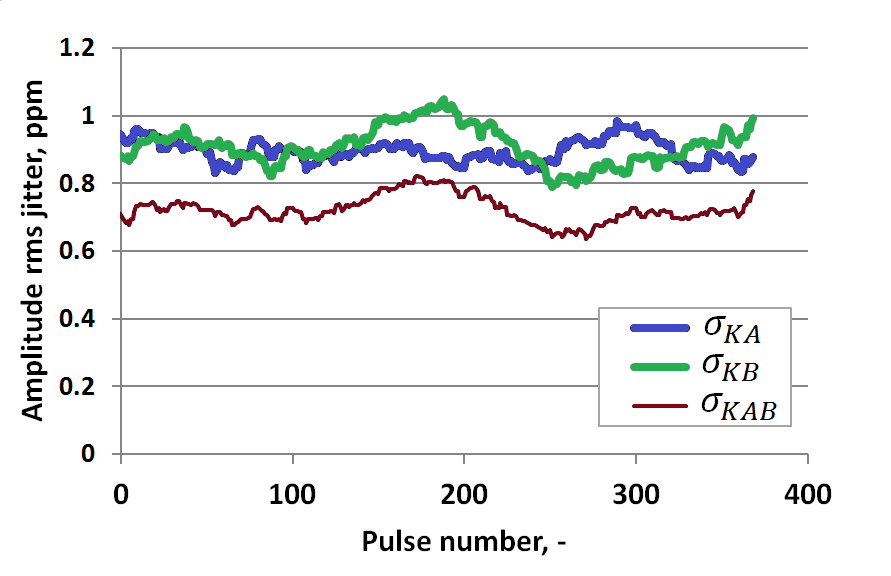 Amplitude rms jitter, ppm
1.2
1
0.8
0.6
0.4
0.2
0
0 100 200 300 400
Pulse number, -
σKA
σKB
σKAB